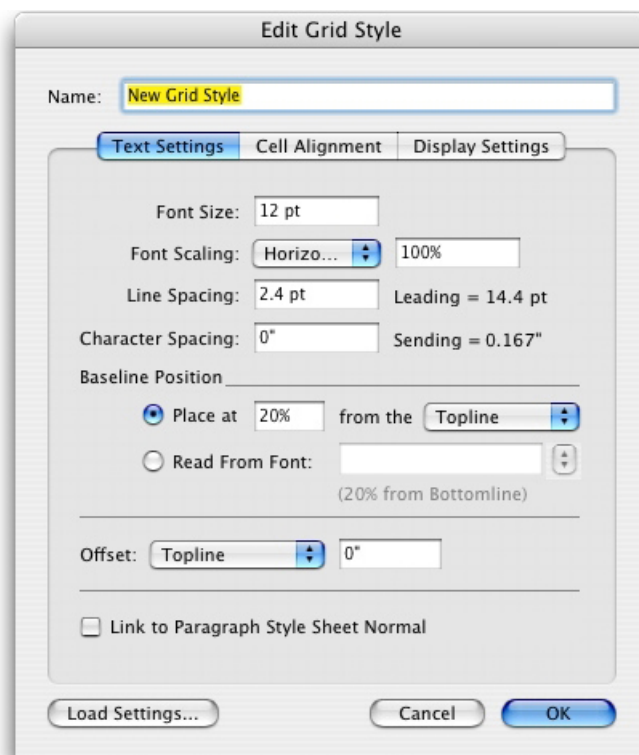 Edit Grid Style
Name: New Grid Style
Text Settings Cell Alignment Display Settings
Font Size: 12 pt
Font Scaling: Horizo... 100%
Line Spacing: 2.4 pt Leading = 14.4 pt
Character Spacing: 0" Sending = 0.167"
Baseline Position
Place at 20% from the Topline
Read From Font:
(20% from Bottomline)
Offset: Topline 0"
Link to Paragraph Style Sheet Normal
Load Settings... Cancel OK